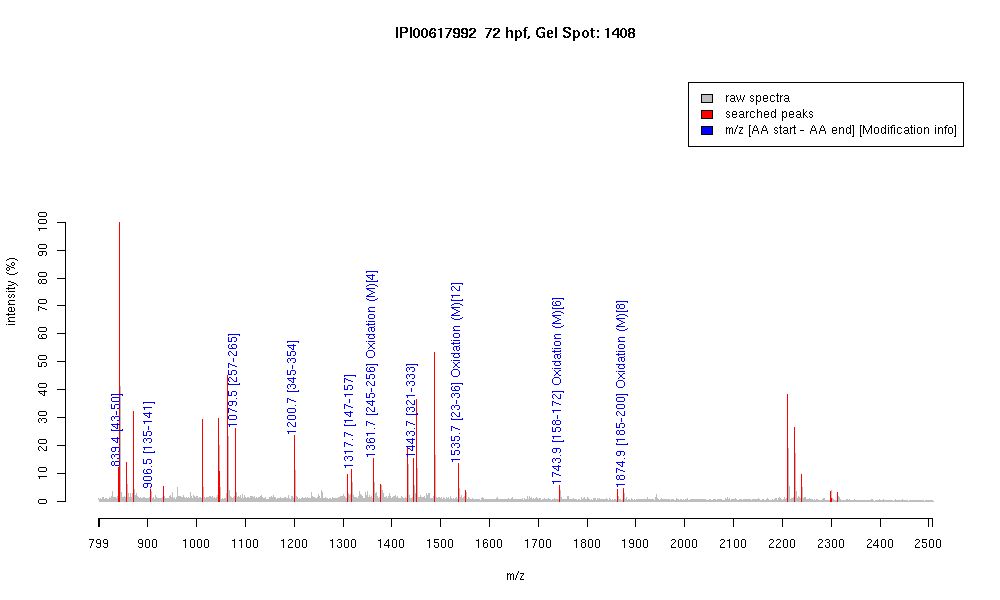 IPI00617992 72 hpf, Gel Spot: 1408
raw spectra
searched peaks
m/z [AA start - AA end] [Modification info]
intensity (%)
100
90
80
70
60
50
40
30
20
10
0
839.4 [43-50]
906.5 [135-141]
1079.5 [257-265]
1200.7 [345-354]
1317.7 [147-157]
1361.7 [245-256] Oxidation (M)[4]
1443.7 [321-333]
1535.7 [23-36] Oxidation (M)[12]
1743.9 [158-172] Oxidation (M)[6]
1874.9 [185-200] Oxidation (M)[8]
799 900 1000 1100 1200 1300 1400 1500 1600 1700 1800 1900 2000 2100 2200 2300 2400 2500
m/z